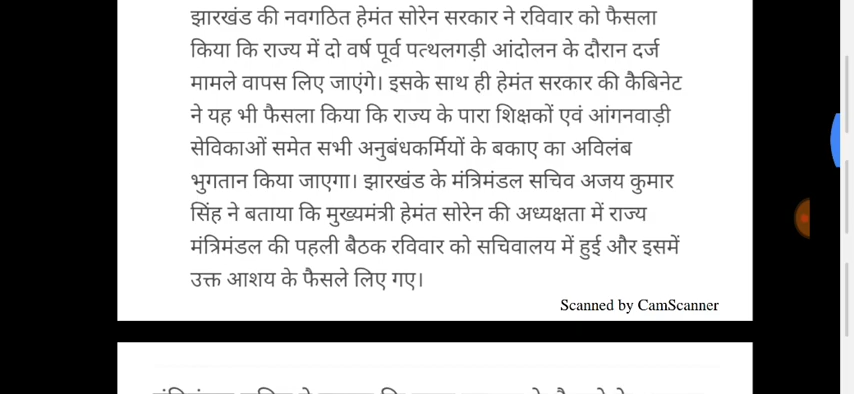 झारखंड की नवगठित हेमंत सोरेन सरकार ने रविवार को फैसला
किया कि राज्य में दो वर्ष पूर्व पत्थलगड़ी आंदोलन के दौरान दर्ज
मामले वापस लिए जाएंगे। इसके साथ ही हेमंत सरकार की कैबिनेट
ने यह भी फैसला किया कि राज्य के पारा शिक्षकों एवं आंगनवाड़ी
सेविकाओं समेत सभी अनुबंधकर्मियों के बकाए का अविलंब
भुगतान किया जाएगा। झारखंड के मंत्रिमंडल सचिव अजय कुमार
सिंह ने बताया कि मुख्यमंत्री हेमंत सोरेन की अध्यक्षता में राज्य
मंत्रिमंडल की पहली बैठक रविवार को सचिवालय में हुई और इसमें
उक्त आशय के फैसले लिए गए।
Scanned by CamScanner